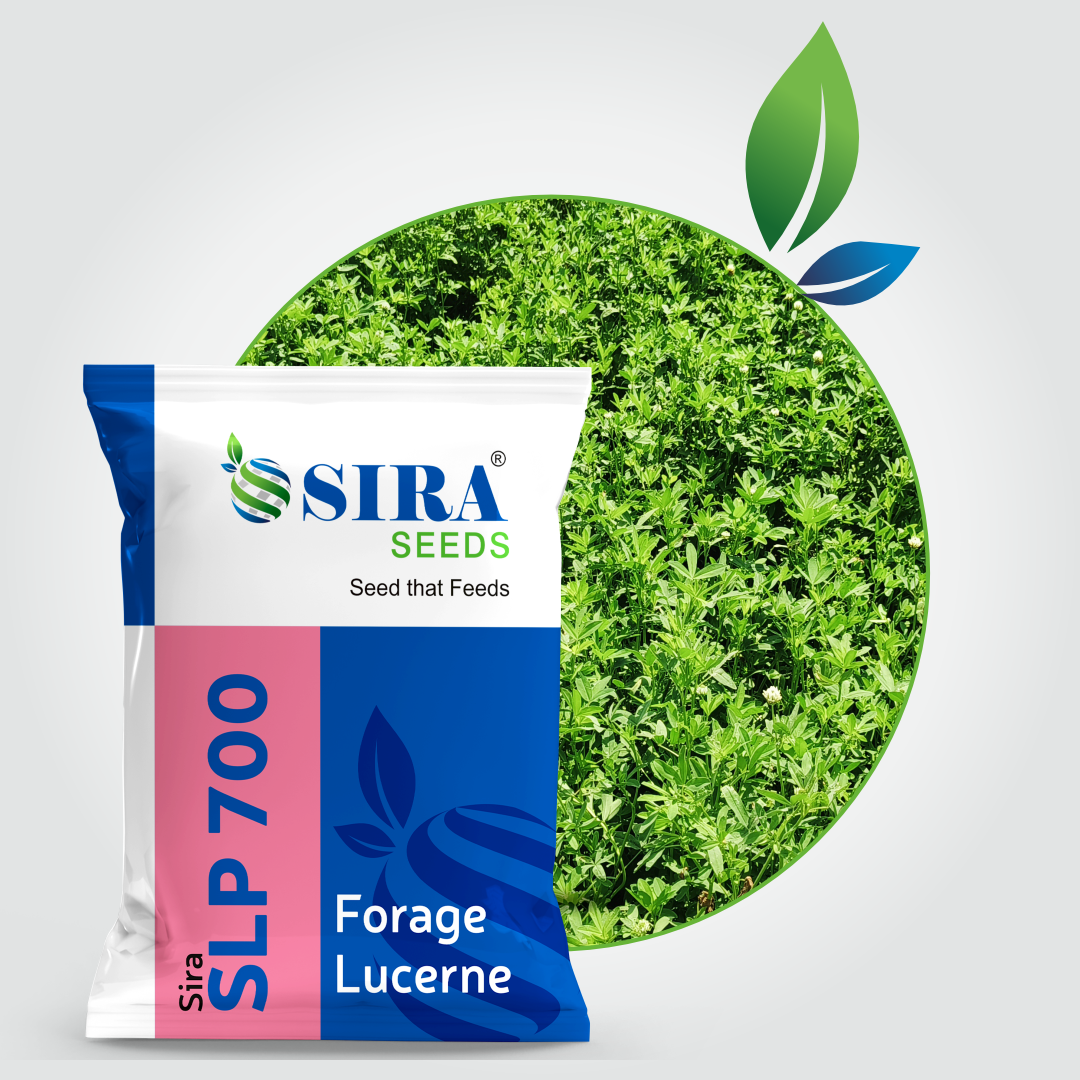 SIRA®
SEEDS
Seed that Feeds
Sira
SLP 700
Forage
Lucerne